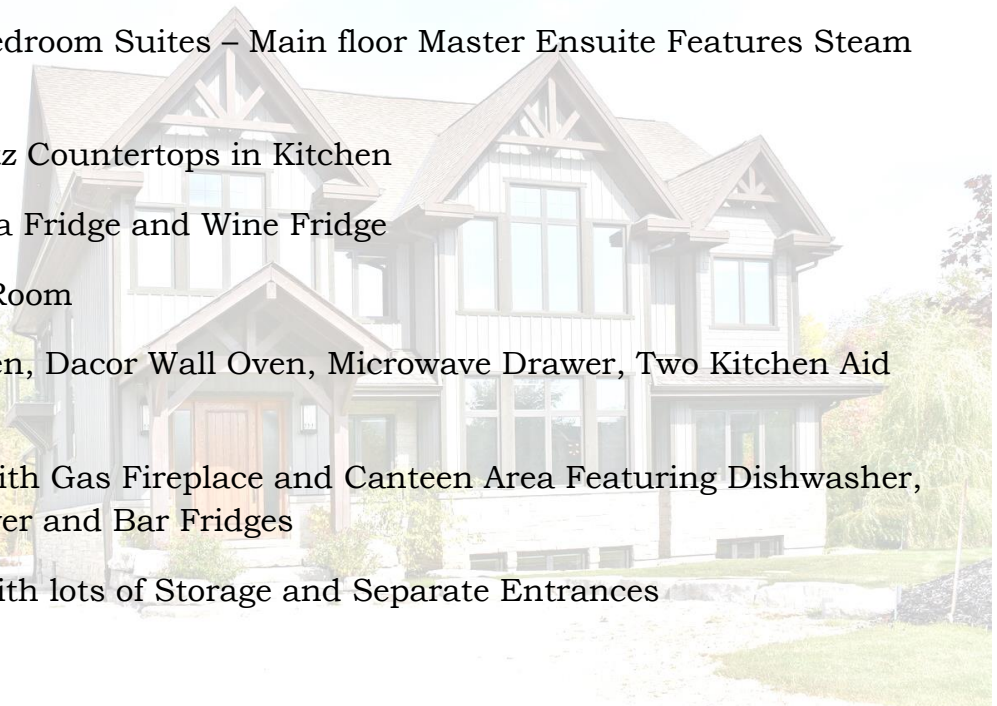 edroom Suites – Main floor Master Ensuite Features Steam
z Countertops in Kitchen
a Fridge and Wine Fridge
Room
en, Dacor Wall Oven, Microwave Drawer, Two Kitchen Aid
ith Gas Fireplace and Canteen Area Featuring Dishwasher,
er and Bar Fridges
ith lots of Storage and Separate Entrances